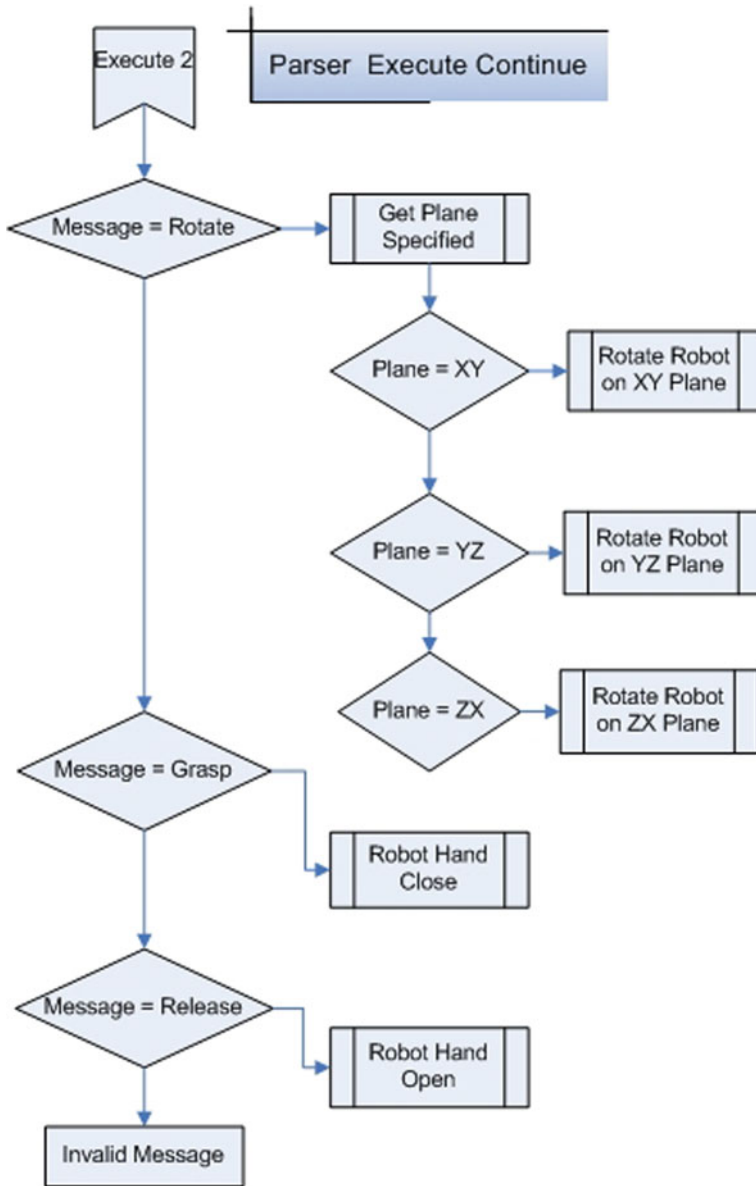 Execute 2
Parser Execute Continue
Message = Rotate
Get Plane
Specified
Plane = XY
Rotate Robot
on XY Plane
Plane = YZ
Rotate Robot
on YZ Plane
Plane = ZX
Rotate Robot
on ZX Plane
Message = Grasp
Robot Hand
Close
Message = Release
Robot Hand
Open
Invalid Message